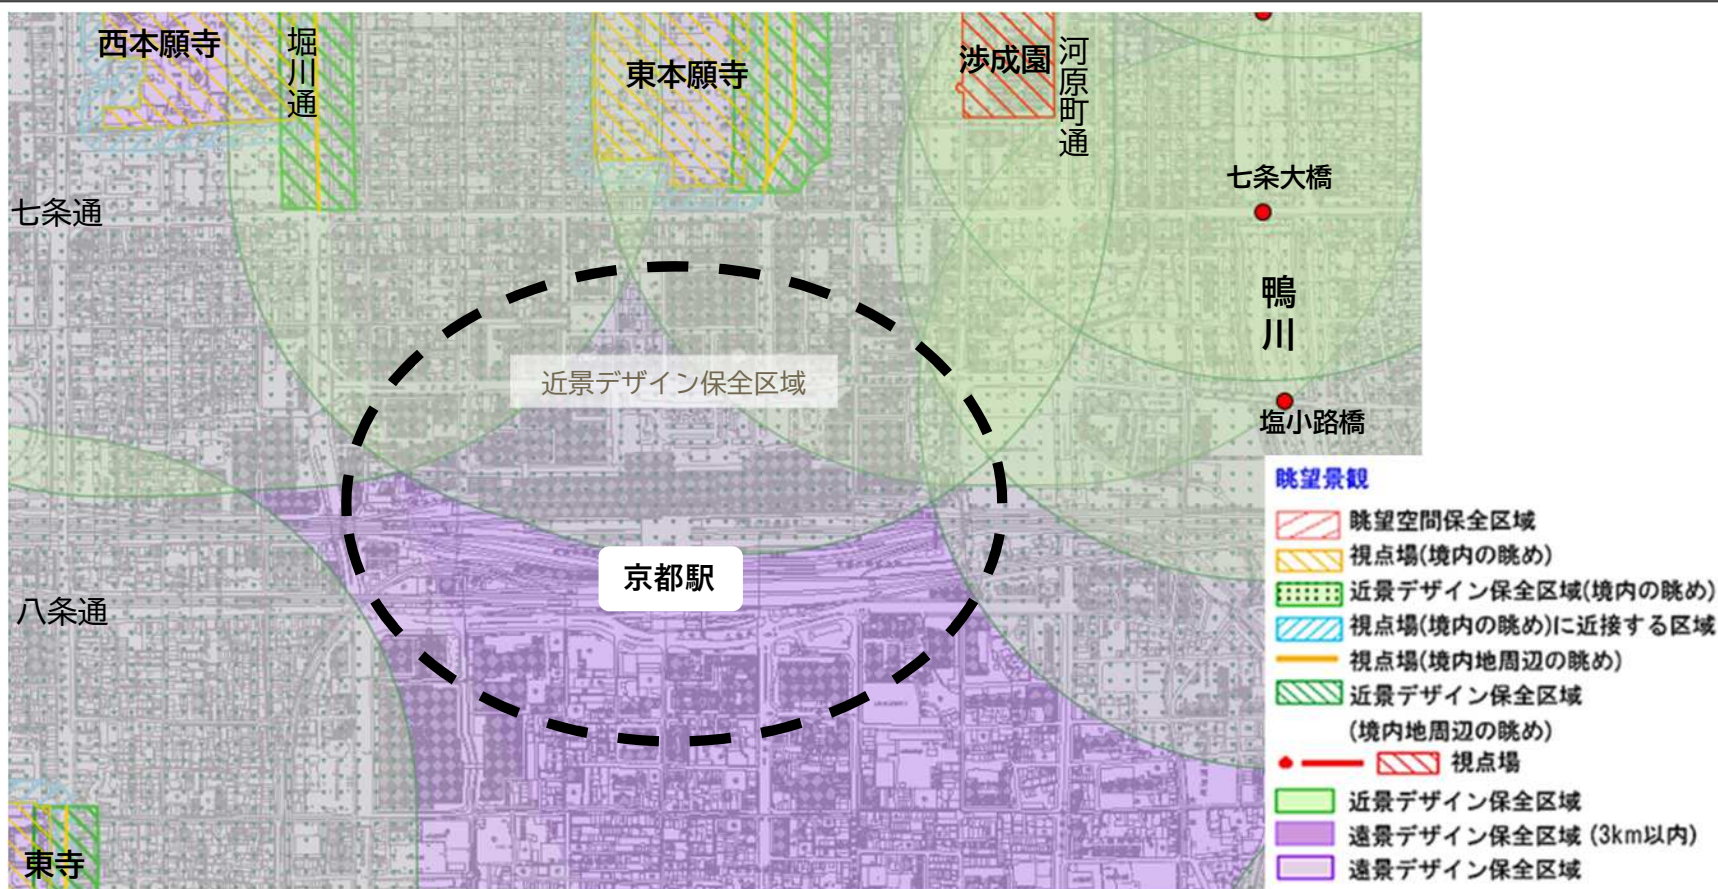 西本願寺
堀川通
東本願寺
渉成園
河原町通
七条大橋
七条通
鴨川
近景デザイン保全区域
塩小路橋
京都駅
八条通
東寺
眺望景観
眺望空間保全区域
視点場(境内の眺め)
近景デザイン保全区域(境内の眺め)
視点場(境内の眺め)に近接する区域
視点場(境内地周辺の眺め)
近景デザイン保全区域
(境内地周辺の眺め)
視点場
近景デザイン保全区域
遠景デザイン保全区域 (3km以内)
遠景デザイン保全区域